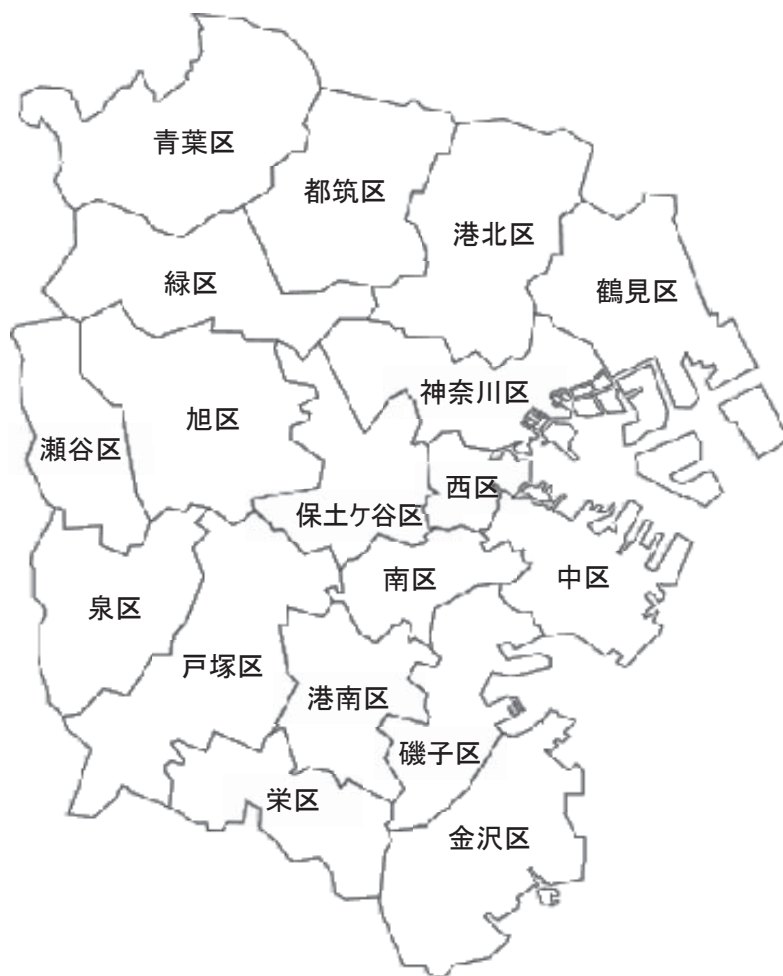 青葉区
都筑区
港北区
緑区
鶴見区
神奈川区
旭区
瀬谷区
西区
保土ケ谷区
南区
中区
泉区
戸塚区
港南区
磯子区
栄区
金沢区